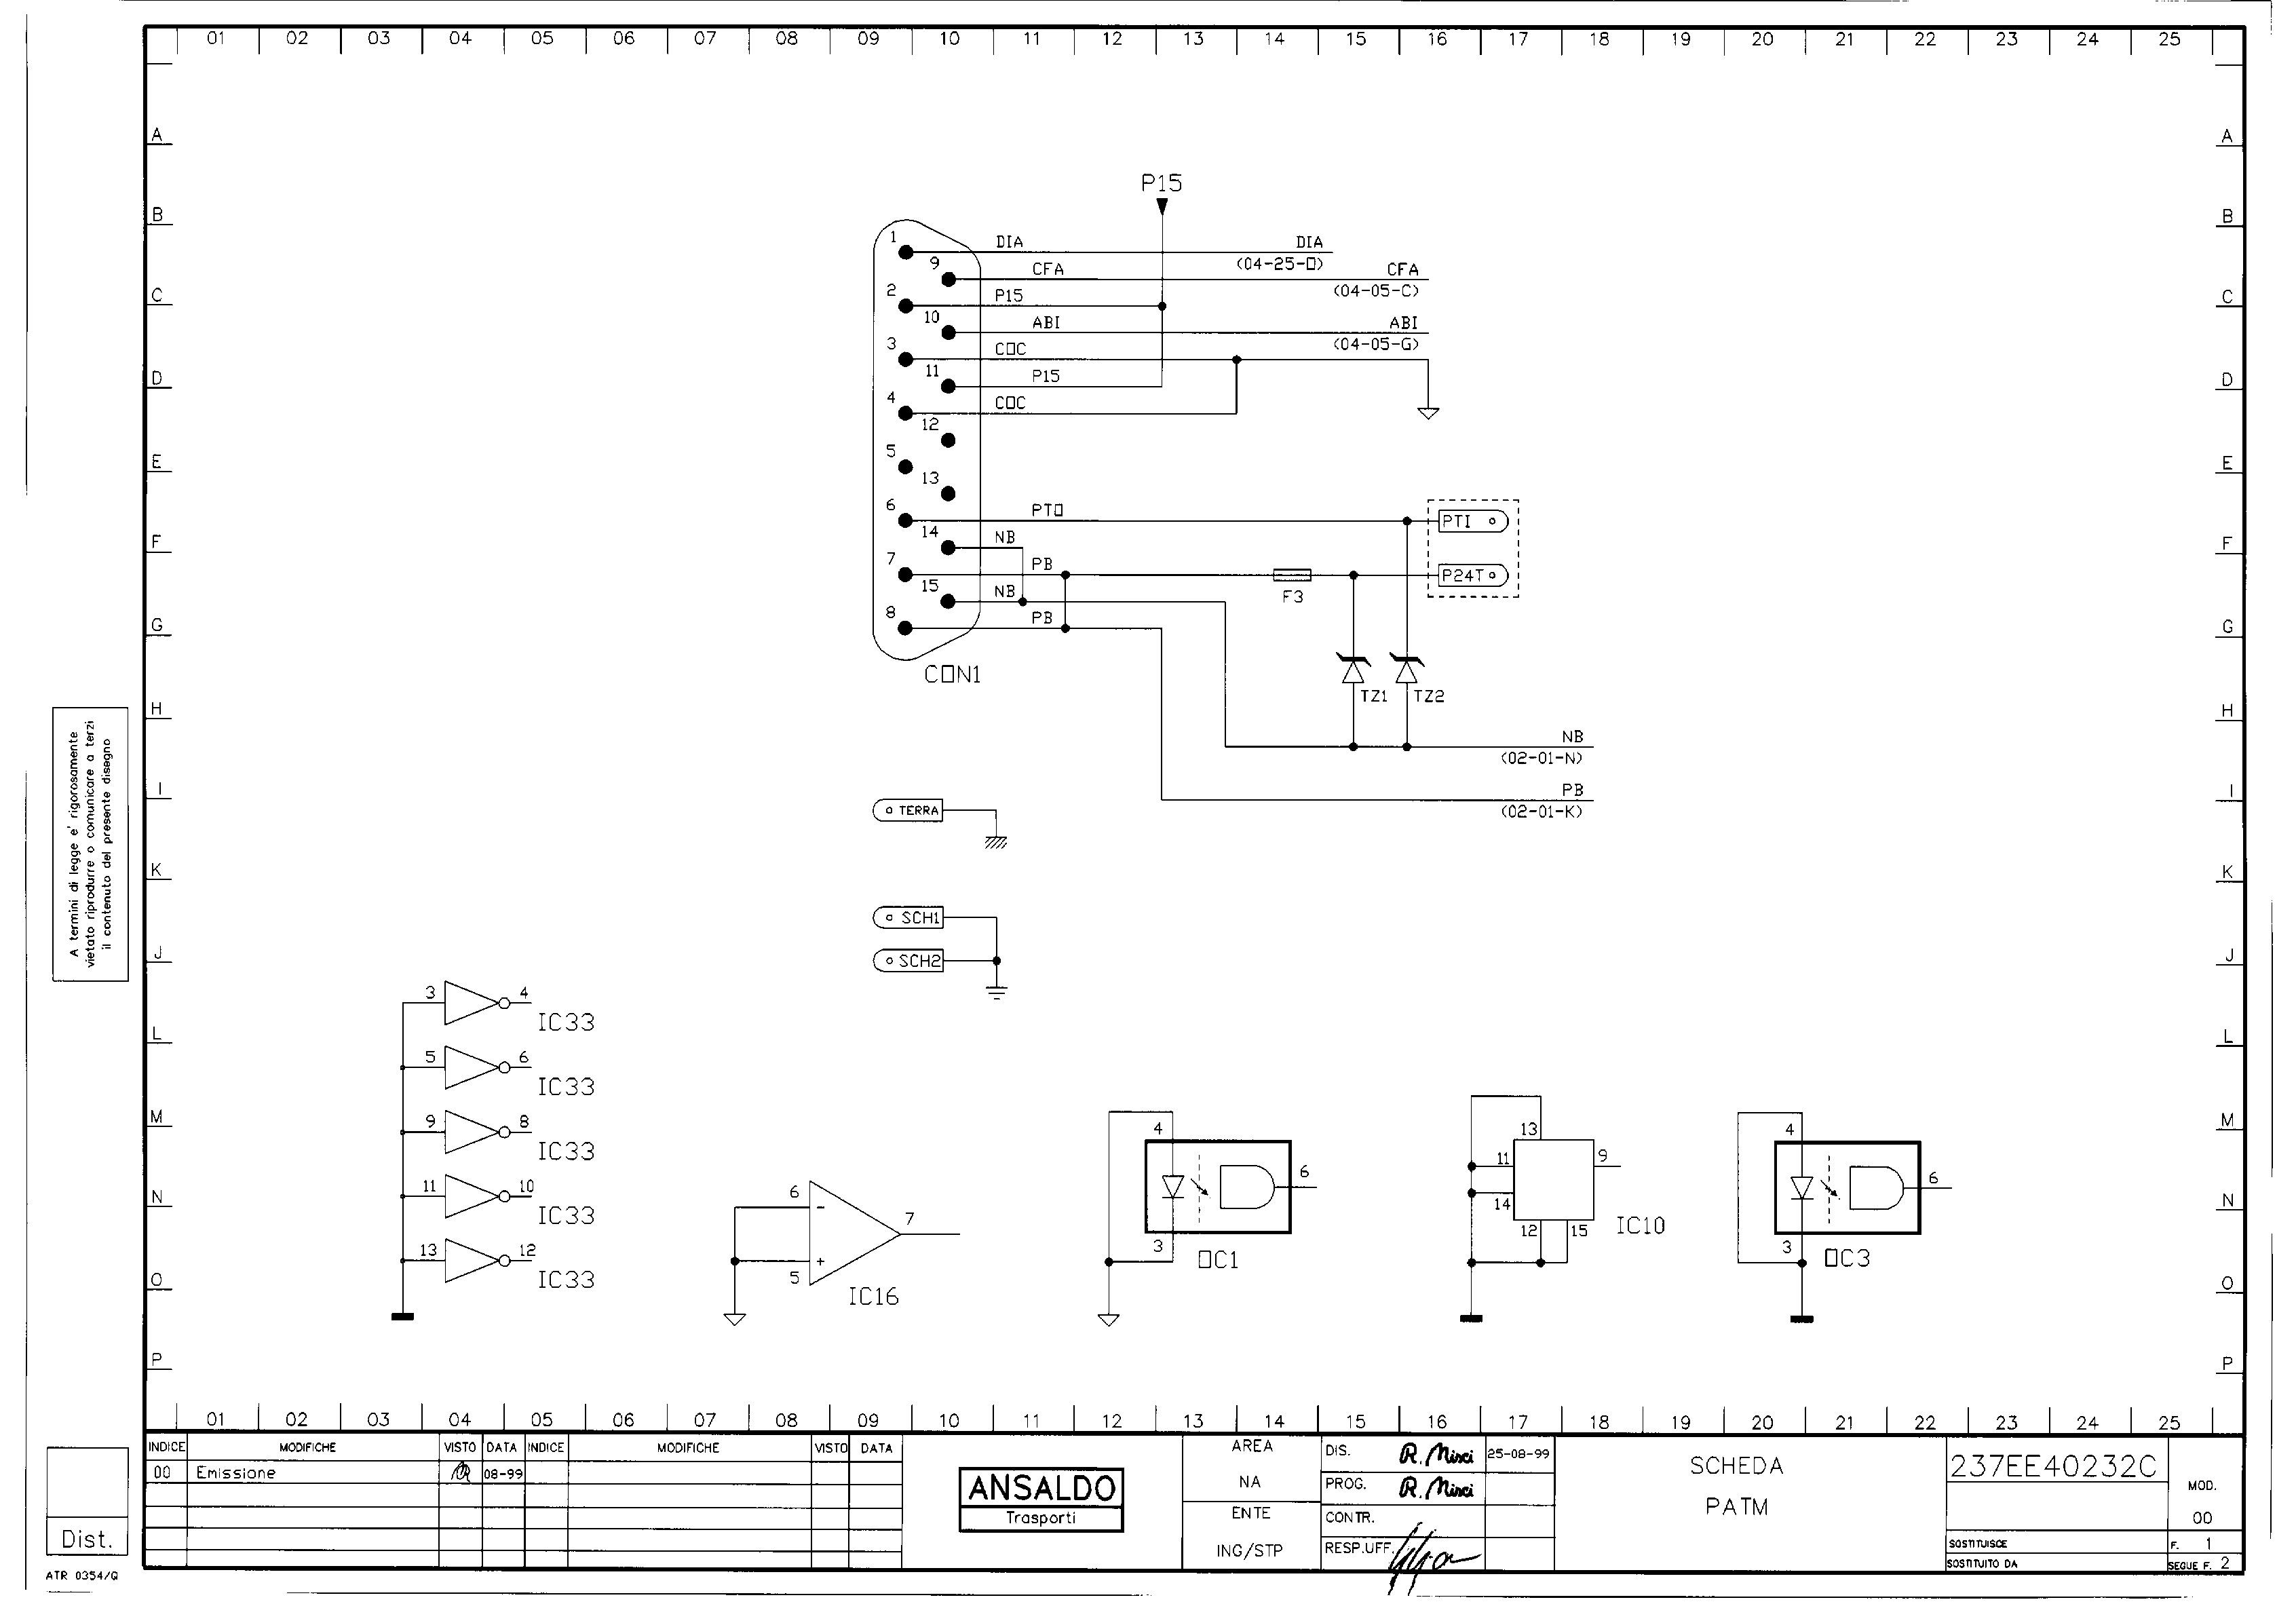 01 02 03 04 05 06 07 08 09 10 11 12 13 14 15 16 17 18 19 20 21 22 23 24 25
A A
B B
C C
D D
E E
F F
G G
H H
I I
K K
J J
L L
M M
N N
O O
P P
P15
1 DIA DIA
(04-25-O)
9 CFA CFA
(04-05-C)
2 P15
10 ABI ABI
(04-05-G)
3 COC
11 P15
4 COC
12
5
13
6 PTO PTI
14 NB
7 PB F3 P24T
15 NB
8 PB
CON1
TZ1 TZ2
NB
(02-01-N)
PB
(02-01-K)
TERRA
SCH1
SCH2
A termini di legge e' rigorosamente
vietato riprodurre o comunicare a terzi
il contenuto del presente disegno
3 4
IC33
5 6
IC33
9 8
IC33
11 10
IC33
13 12
IC33
6 7
5
IC16
4
6
3
OC1
13
11 9
14
12 15
IC10
4
6
3
OC3
01 02 03 04 05 06 07 08 09 10 11 12 13 14 15 16 17 18 19 20 21 22 23 24 25
INDICE MODIFICHE VISTO DATA INDICE MODIFICHE VISTO DATA
00 Emissione 08-99
ANSALDO
Trasporti
AREA
NA
ENTE
ING/STP
DIS. R. Misci 25-08-99
PROG. R. Misci
CONTR.
RESP.UFF.
SCHEDA
PATM
237EE40232C
MOD.
00
SOSTITUISCE
SOSTITUITO DA
F. 1
SEGUE F. 2
Dist.
ATR 0354/Q